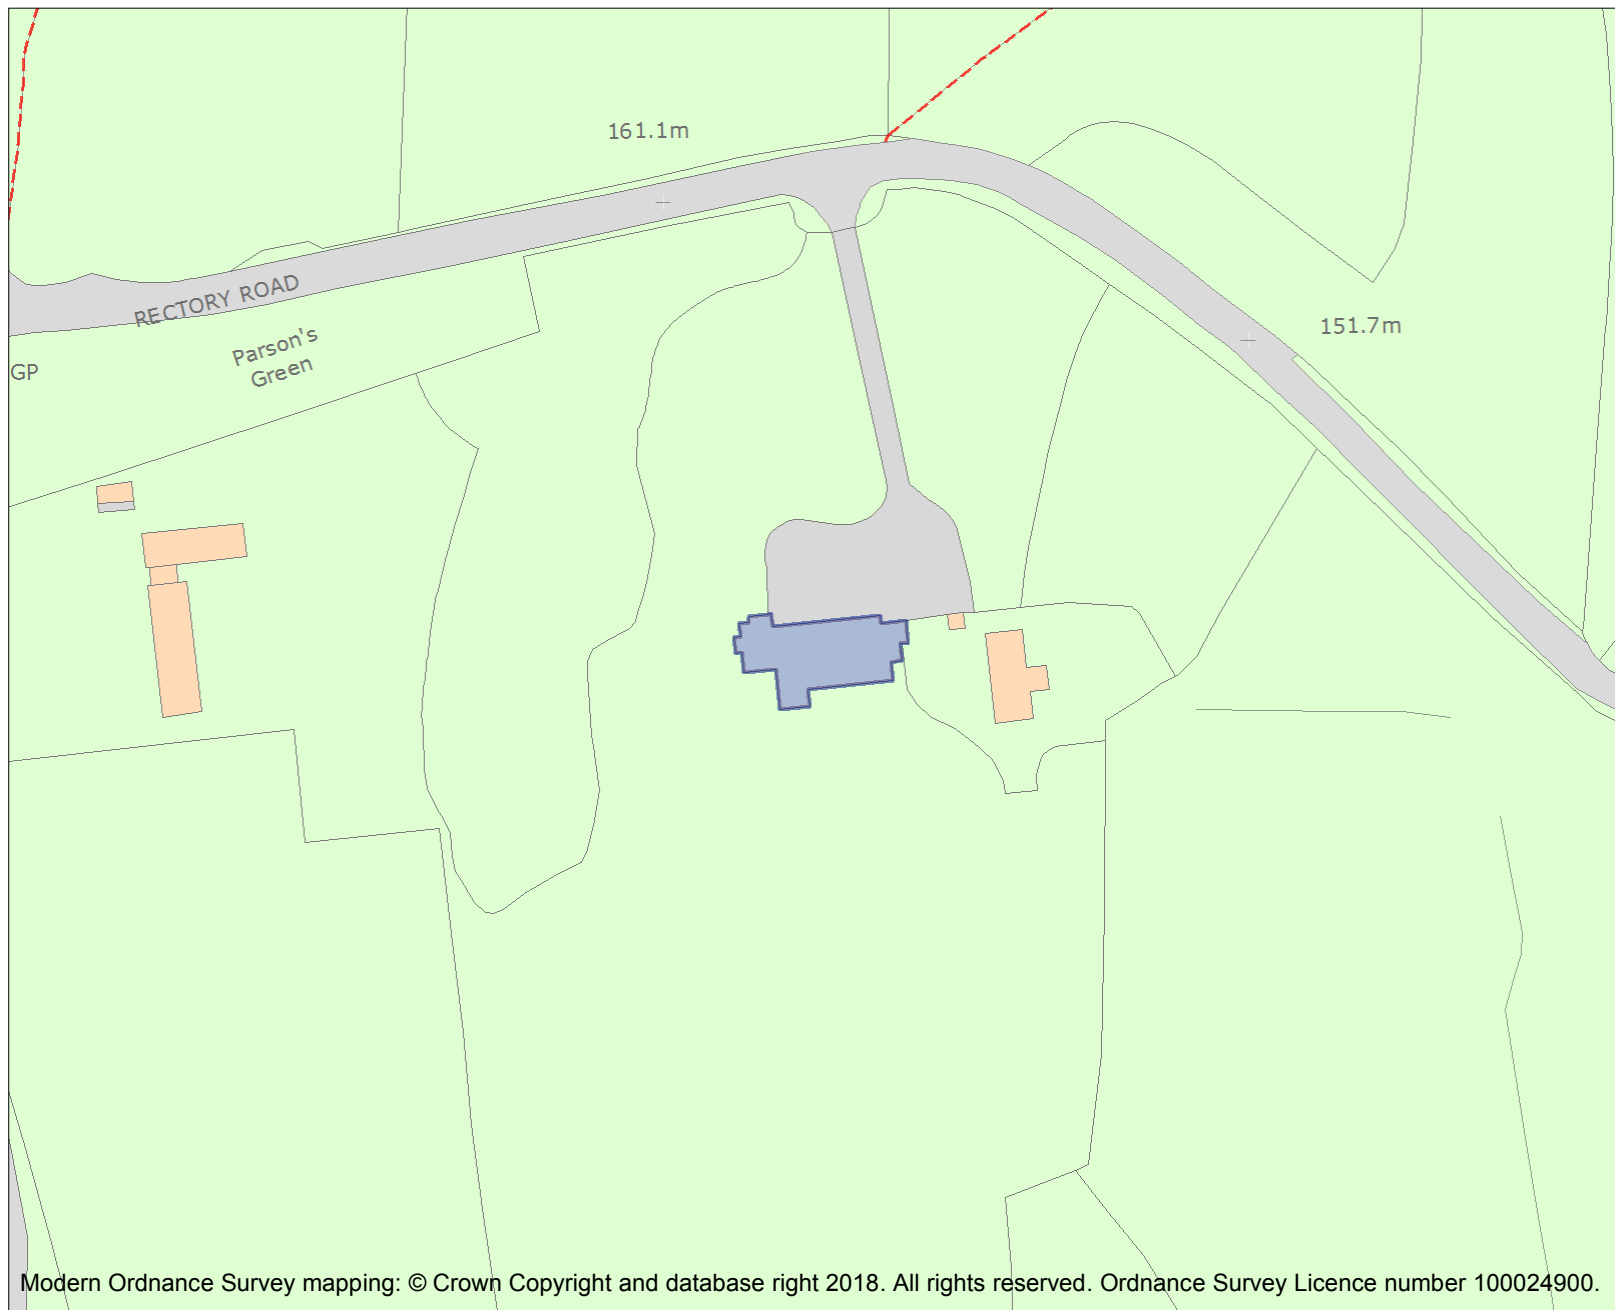 161.1m
RECTORY ROAD
151.7m
Parson's
Green
GP
Modern Ordnance Survey mapping: © Crown Copyright and database right 2018. All rights reserved. Ordnance Survey Licence number 100024900.